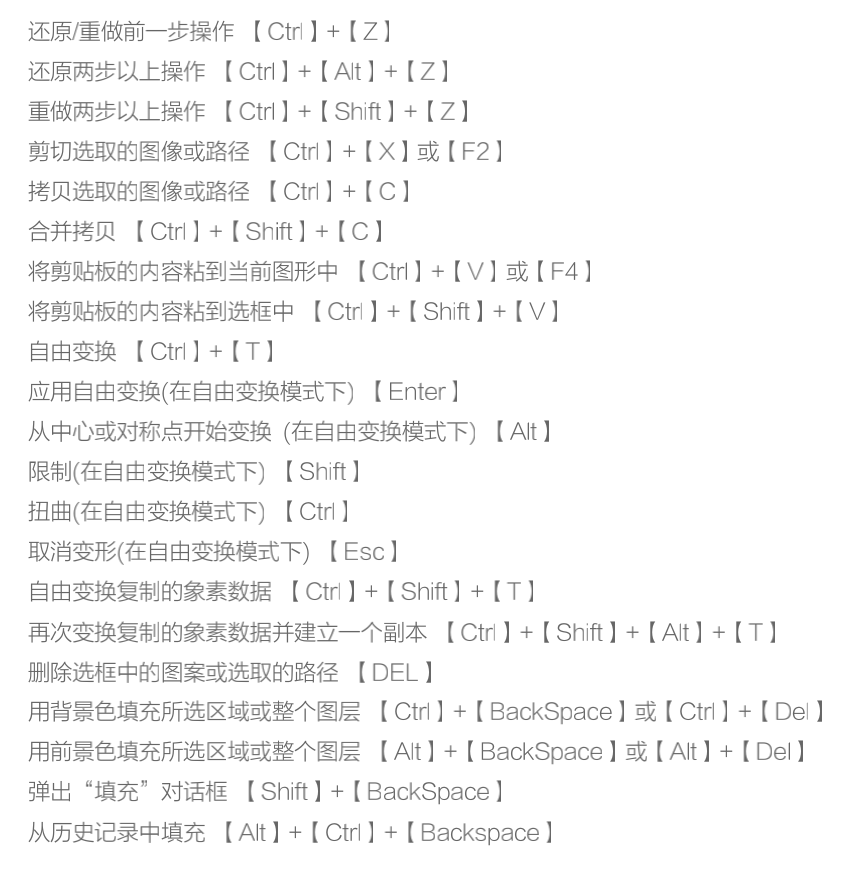 还原/重做前一步操作 【Ctrl】+【Z】
还原两步以上操作 【Ctrl】+【Alt】+【Z】
重做两步以上操作 【Ctrl】+【Shift】+【Z】
剪切选取的图像或路径 【Ctrl】+【X】或【F2】
拷贝选取的图像或路径 【Ctrl】+【C】
合并拷贝 【Ctrl】+【Shift】+【C】
将剪贴板的内容粘到当前图形中 【Ctrl】+【V】或【F4】
将剪贴板的内容粘到选框中 【Ctrl】+【Shift】+【V】
自由变换 【Ctrl】+【T】
应用自由变换(在自由变换模式下) 【Enter】
从中心或对称点开始变换 (在自由变换模式下) 【Alt】
限制(在自由变换模式下) 【Shift】
扭曲(在自由变换模式下) 【Ctrl】
取消变形(在自由变换模式下) 【Esc】
自由变换复制的象素数据 【Ctrl】+【Shift】+【T】
再次变换复制的象素数据并建立一个副本 【Ctrl】+【Shift】+【Alt】+【T】
删除选框中的图案或选取的路径 【DEL】
用背景色填充所选区域或整个图层 【Ctrl】+【BackSpace】或【Ctrl】+【Del】
用前景色填充所选区域或整个图层 【Alt】+【BackSpace】或【Alt】+【Del】
弹出“填充”对话框 【Shift】+【BackSpace】
从历史记录中填充 【Alt】+【Ctrl】+【Backspace】